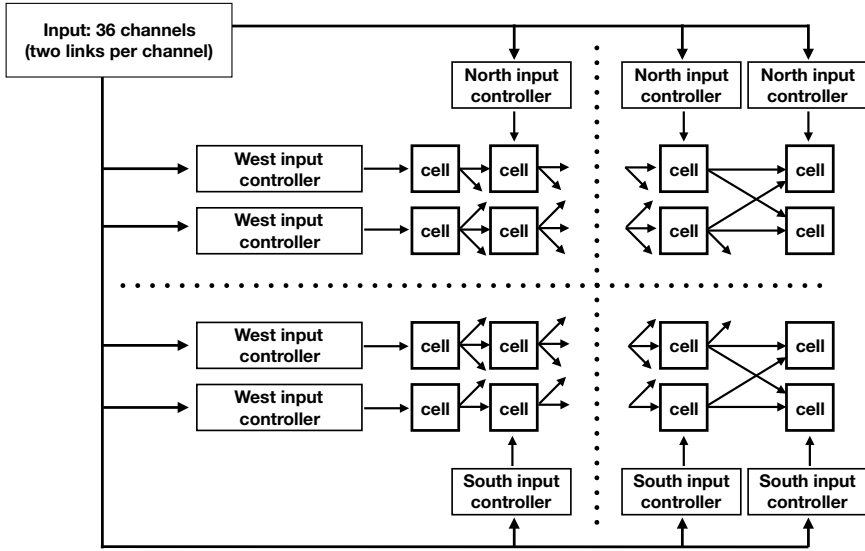 Input: 36 channels
(two links per channel)
North input
controller
North input
controller
North input
controller
West input
controller
cell
cell
cell
cell
West input
controller
cell
cell
cell
cell
West input
controller
cell
cell
cell
cell
West input
controller
cell
cell
cell
cell
South input
controller
South input
controller
South input
controller